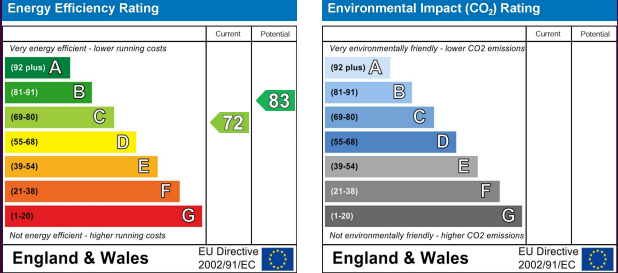 Energy Efficiency Rating
Current Potential
Very energy efficient - lower running costs
(92 plus) A
(81-91) B
(69-80) C
(55-68) D
(39-54) E
(21-38) F
(1-20) G
72
83
Not energy efficient - higher running costs
England & Wales
EU Directive
2002/91/EC
Environmental Impact (CO2) Rating
Current Potential
Very environmentally friendly - lower CO2 emissions
(92 plus) A
(81-91) B
(69-80) C
(55-68) D
(39-54) E
(21-38) F
(1-20) G
Not environmentally friendly - higher CO2 emissions
England & Wales
EU Directive
2002/91/EC